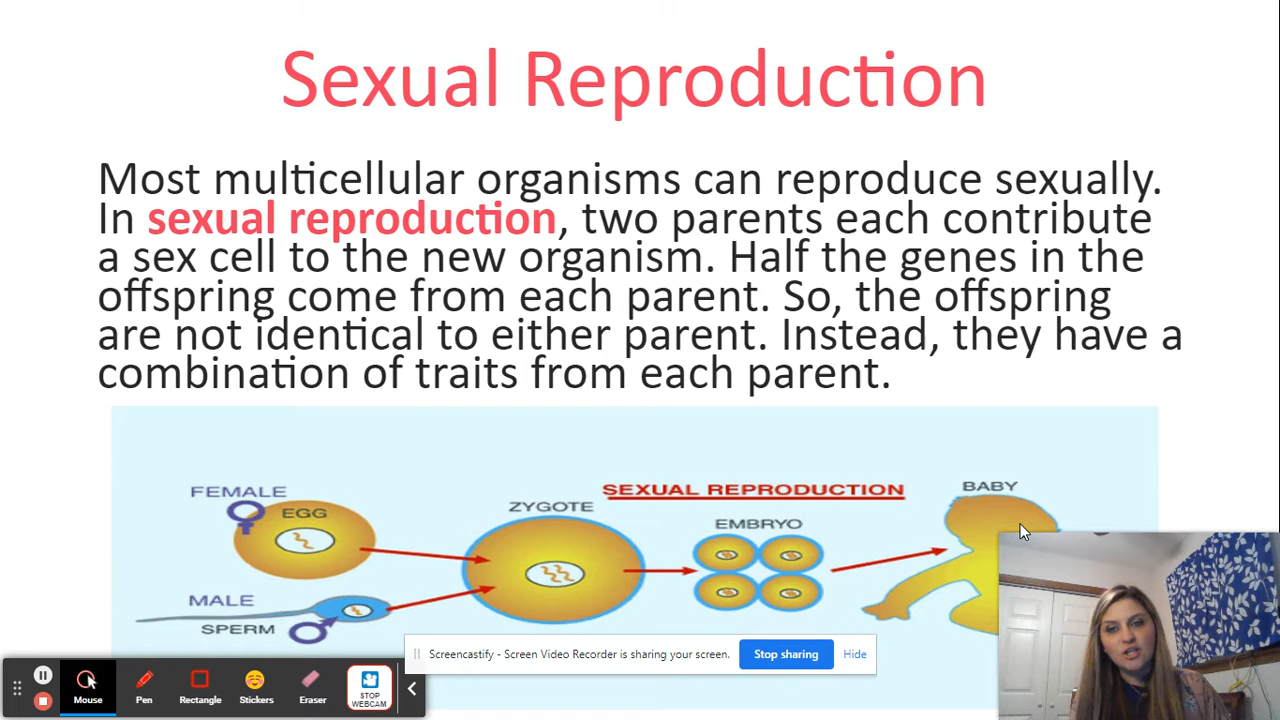 Sexual Reproduction
Most multicellular organisms can reproduce sexually.
In sexual reproduction, two parents each contribute
a sex cell to the new organism. Half the genes in the
offspring come from each parent. So, the offspring
are not identical to either parent. Instead, they have a
combination of traits from each parent.
SEXUAL REPRODUCTION
FEMALE
EGG
ZYGOTE
EMBRYO
BABY
MALE
SPERM
Screencastify - Screen Video Recorder is sharing your screen.
Stop sharing
Hide
Mouse
Pen
Rectangle
Stickers
Eraser
STOP
WEBCAM